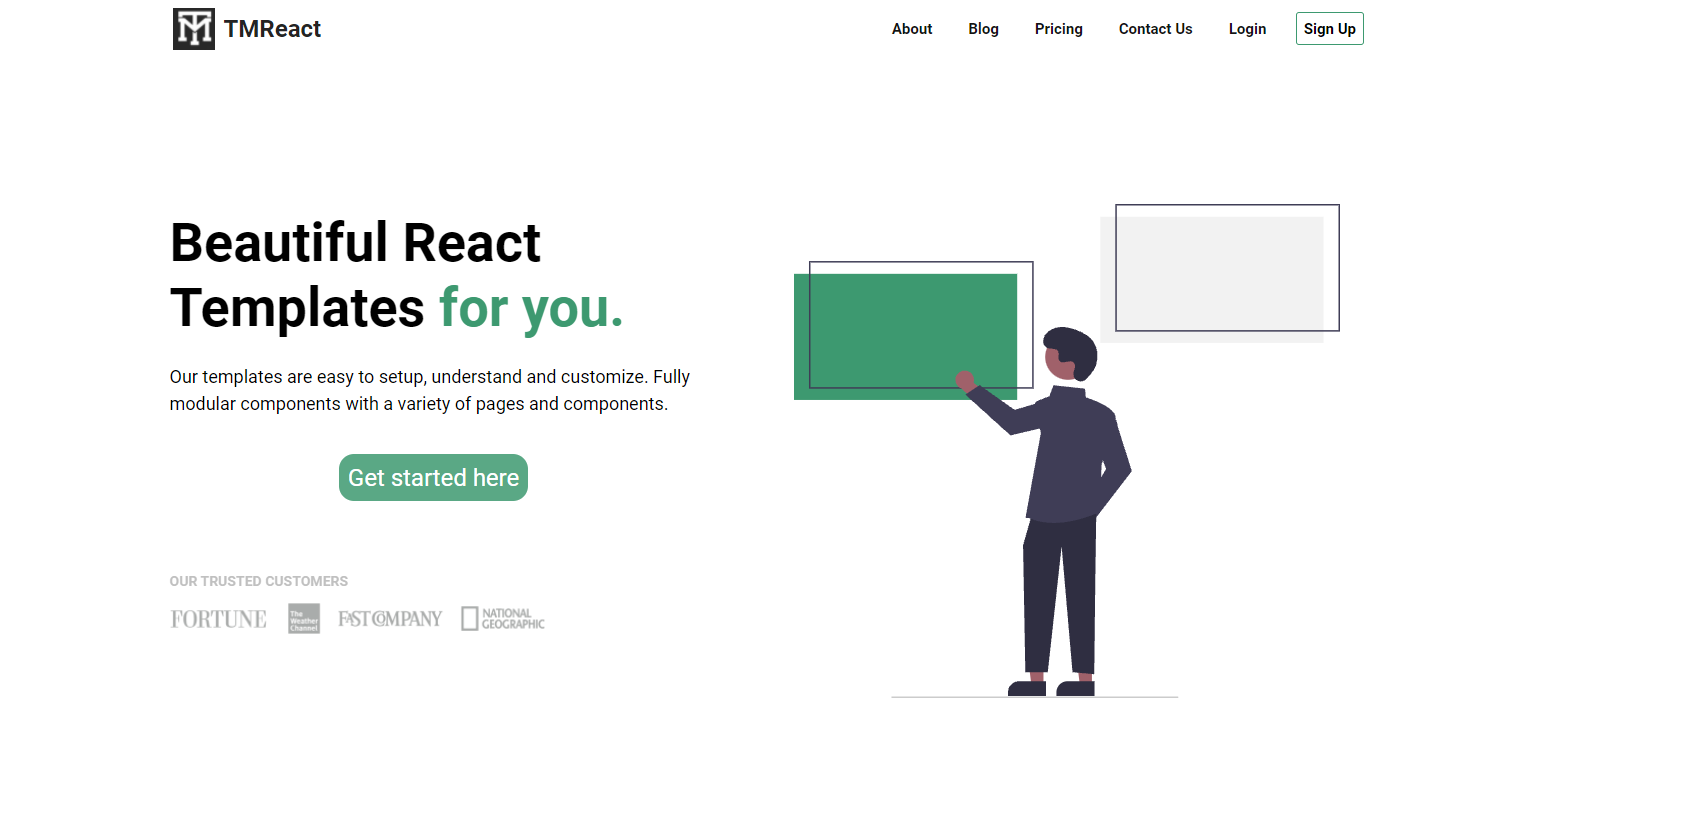 TMReact
About Blog Pricing Contact Us Login Sign Up
Beautiful React
Templates for you.
Our templates are easy to setup, understand and customize. Fully
modular components with a variety of pages and components.
Get started here
OUR TRUSTED CUSTOMERS
FORTUNE
The
Weather
Channel
FAST COMPANY
NATIONAL
GEOGRAPHIC